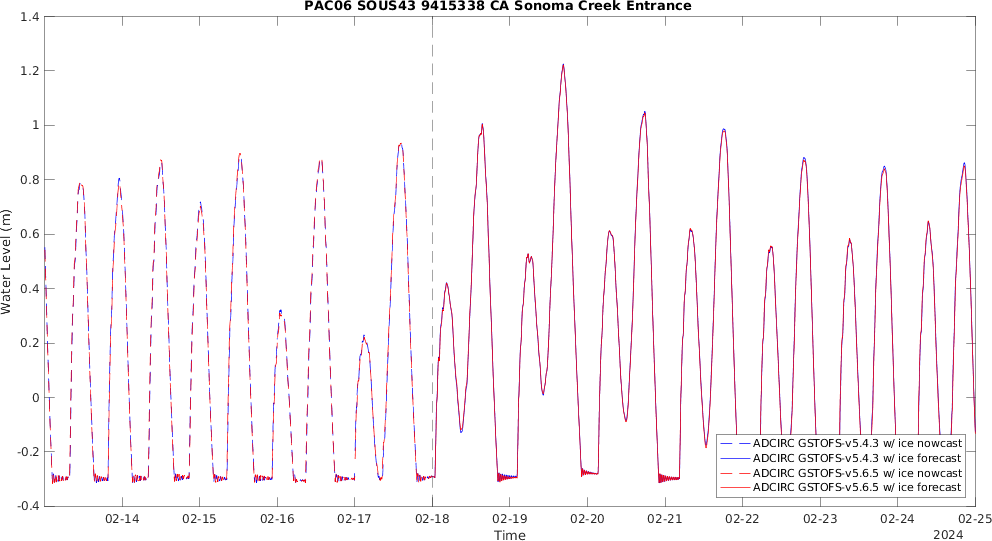 PAC06 SOUS43 9415338 CA Sonoma Creek Entrance
Water Level (m)
1.4
1.2
1
0.8
0.6
0.4
0.2
0
-0.2
-0.4
ADCIRC GSTOFS-v5.4.3 w/ ice nowcast
ADCIRC GSTOFS-v5.4.3 w/ ice forecast
ADCIRC GSTOFS-v5.6.5 w/ ice nowcast
ADCIRC GSTOFS-v5.6.5 w/ ice forecast
02-14 02-15 02-16 02-17 02-18 02-19 02-20 02-21 02-22 02-23 02-24 02-25
Time
2024